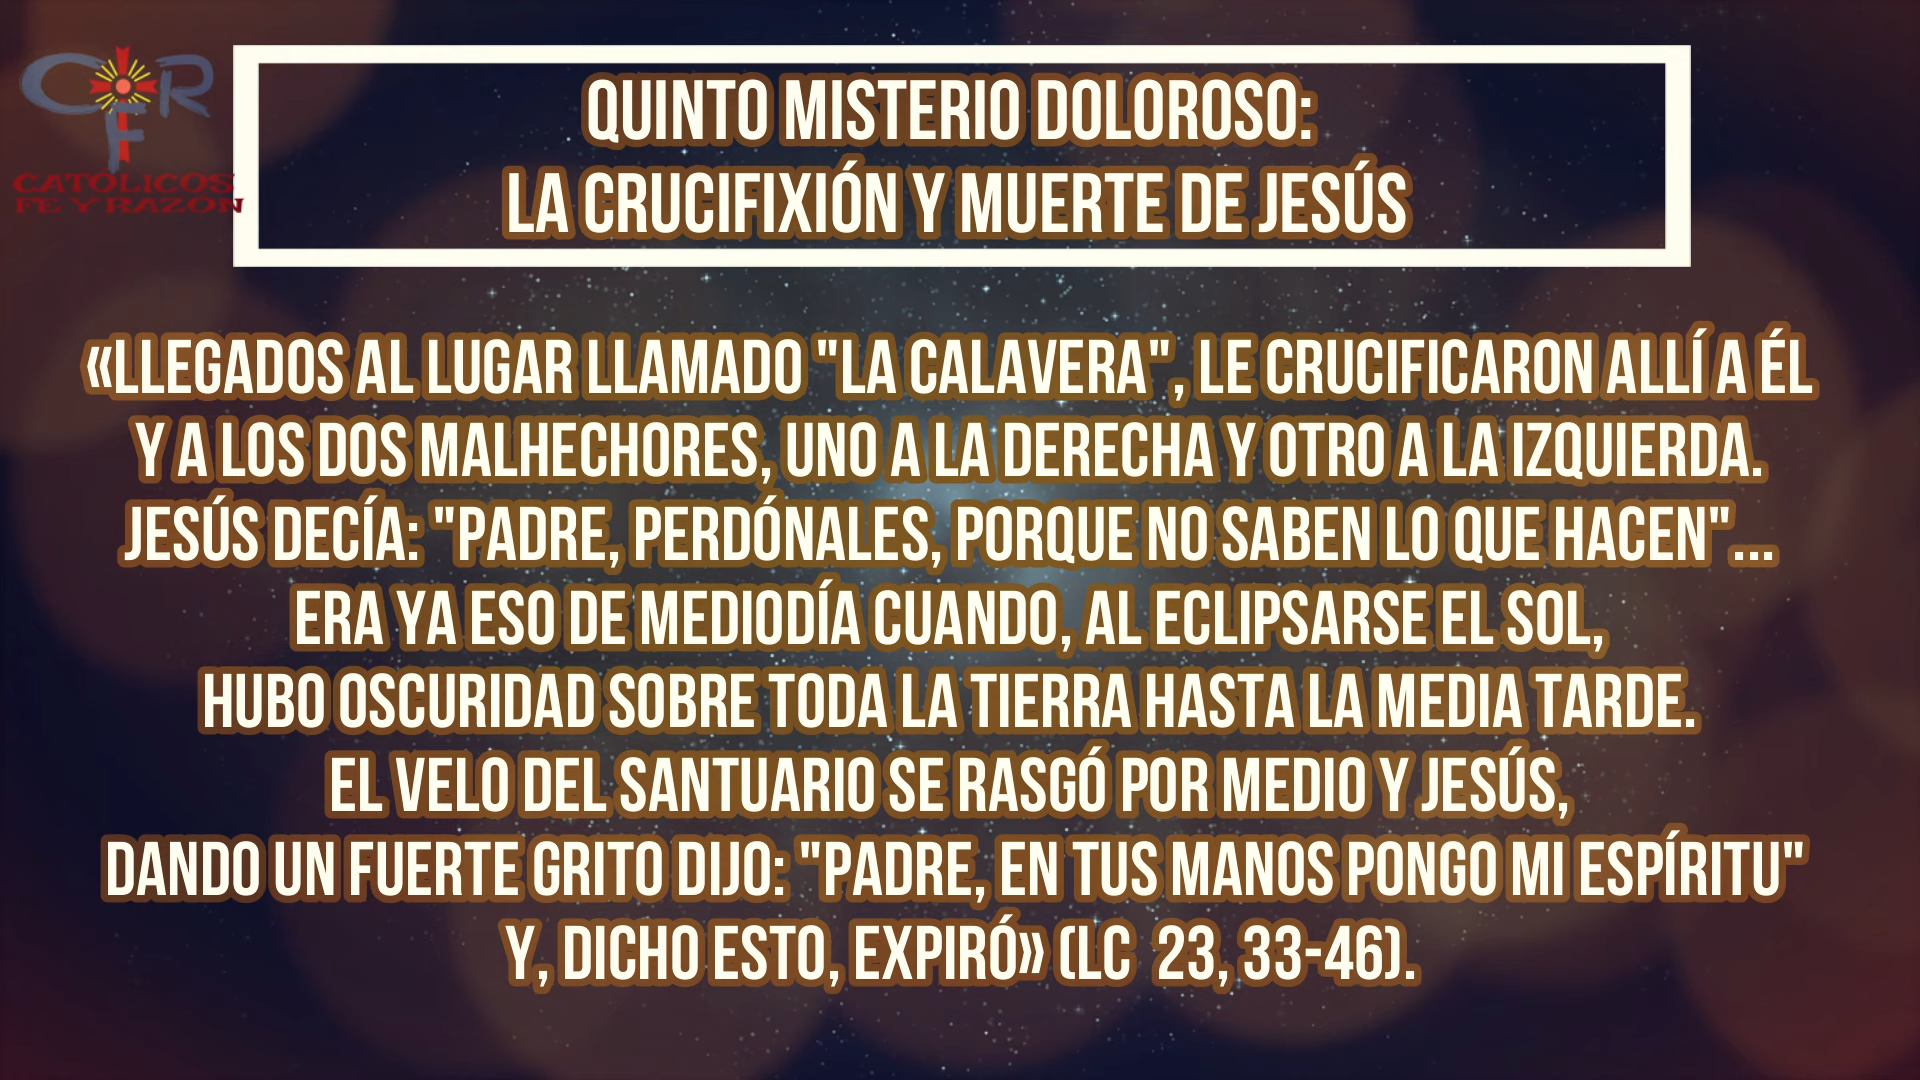 CFR
CATOLICOS
FE Y RAZON
QUINTO MISTERIO DOLOROSO:
LA CRUCIFIXIÓN Y MUERTE DE JESÚS
«LLEGADOS AL LUGAR LLAMADO "LA CALAVERA", LE CRUCIFICARON ALLÍ A ÉL
Y A LOS DOS MALHECHORES, UNO A LA DERECHA Y OTRO A LA IZQUIERDA.
JESÚS DECÍA: "PADRE, PERDÓNALES, PORQUE NO SABEN LO QUE HACEN"...
ERA YA ESO DE MEDIODÍA CUANDO, AL ECLIPSARSE EL SOL,
HUBO OSCURIDAD SOBRE TODA LA TIERRA HASTA LA MEDIA TARDE.
EL VELO DEL SANTUARIO SE RASGÓ POR MEDIO Y JESÚS,
DANDO UN FUERTE GRITO DIJO: "PADRE, EN TUS MANOS PONGO MI ESPÍRITU"
Y, DICHO ESTO, EXPIRÓ» (LC  23, 33-46).